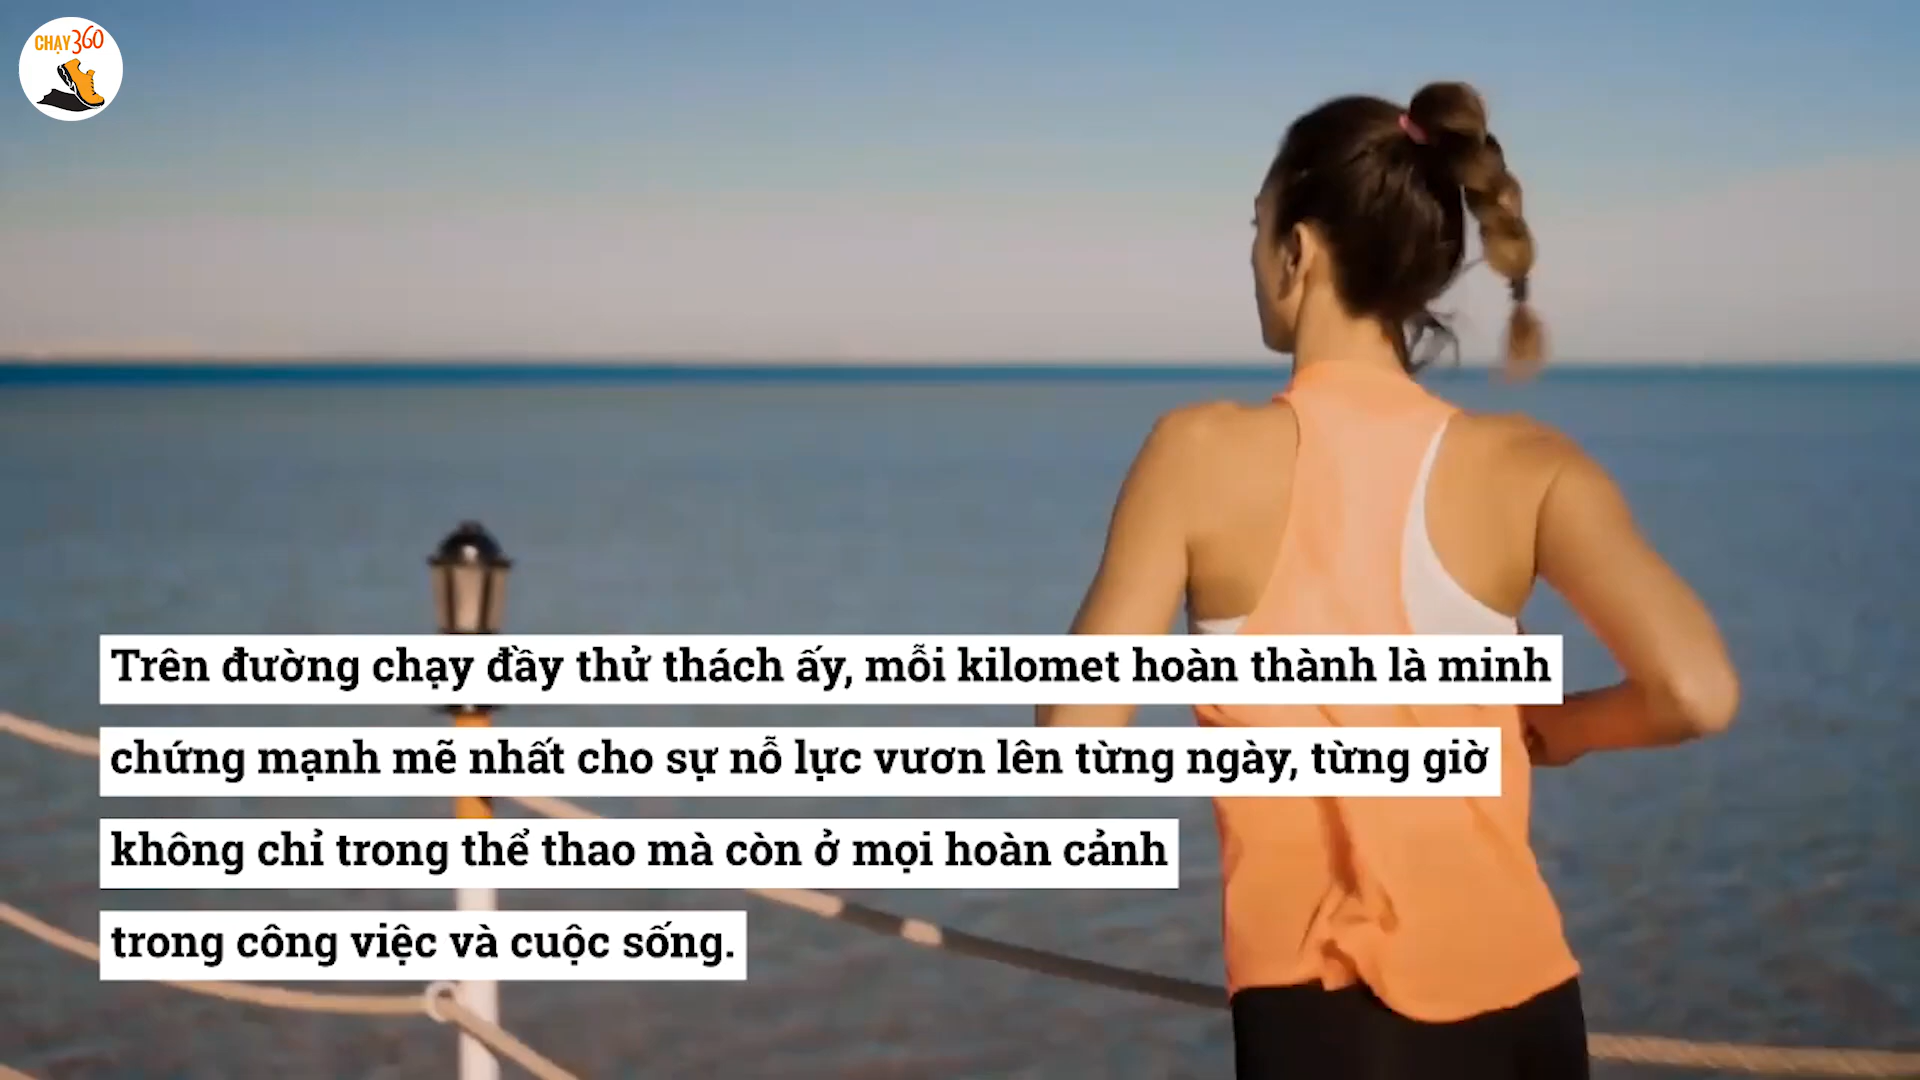 CHẠY 360
Trên đường chạy đầy thử thách ấy, mỗi kilomet hoàn thành là minh
chứng mạnh mẽ nhất cho sự nỗ lực vươn lên từng ngày, từng giờ
không chỉ trong thể thao mà còn ở mọi hoàn cảnh
trong công việc và cuộc sống.